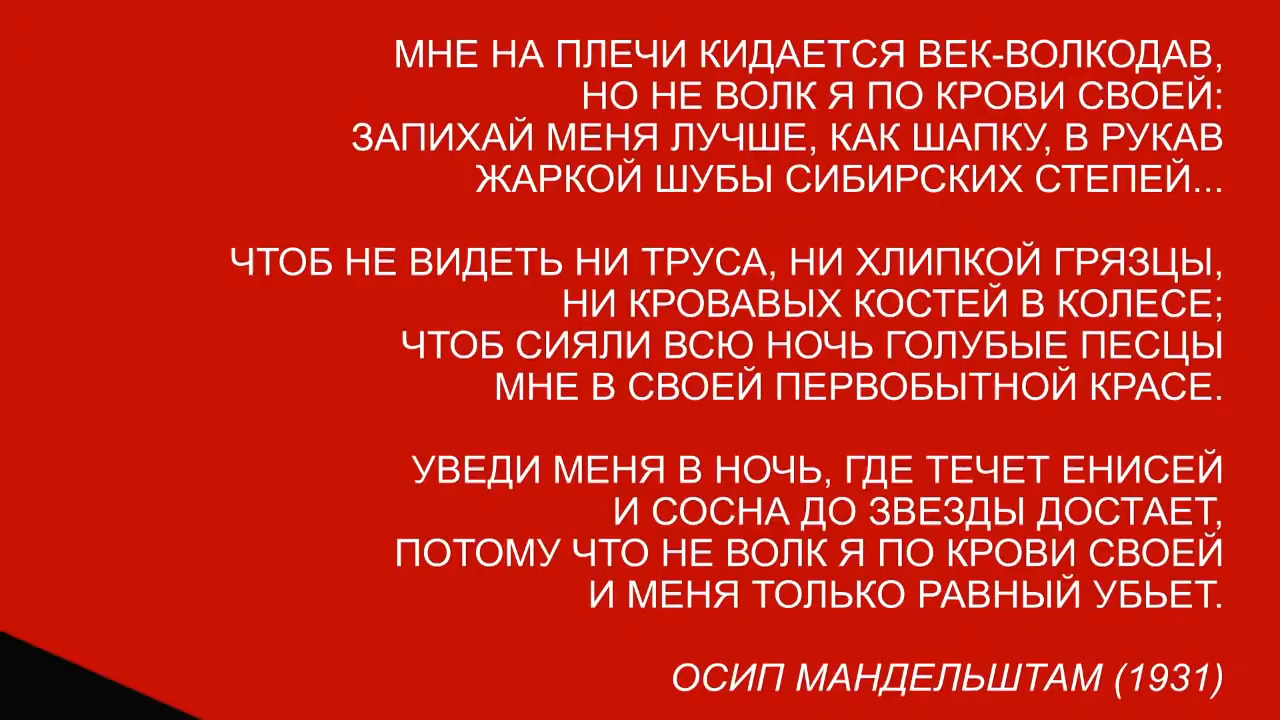 МНЕ НА ПЛЕЧИ КИДАЕТСЯ ВЕК-ВОЛКОДАВ,
НО НЕ ВОЛК Я ПО КРОВИ СВОЕЙ:
ЗАПИХАЙ МЕНЯ ЛУЧШЕ, КАК ШАПКУ, В РУКАВ
ЖАРКОЙ ШУБЫ СИБИРСКИХ СТЕПЕЙ...
ЧТОБ НЕ ВИДЕТЬ НИ ТРУСА, НИ ХЛИПКОЙ ГРЯЗЦЫ,
НИ КРОВАВЫХ КОСТЕЙ В КОЛЕСЕ;
ЧТОБ СИЯЛИ ВСЮ НОЧЬ ГОЛУБЫЕ ПЕСЦЫ
МНЕ В СВОЕЙ ПЕРВОБЫТНОЙ КРАСЕ.
УВЕДИ МЕНЯ В НОЧЬ, ГДЕ ТЕЧЕТ ЕНИСЕЙ
И СОСНА ДО ЗВЕЗДЫ ДОСТАЕТ,
ПОТОМУ ЧТО НЕ ВОЛК Я ПО КРОВИ СВОЕЙ
И МЕНЯ ТОЛЬКО РАВНЫЙ УБЬЕТ.
ОСИП МАНДЕЛЬШТАМ (1931)